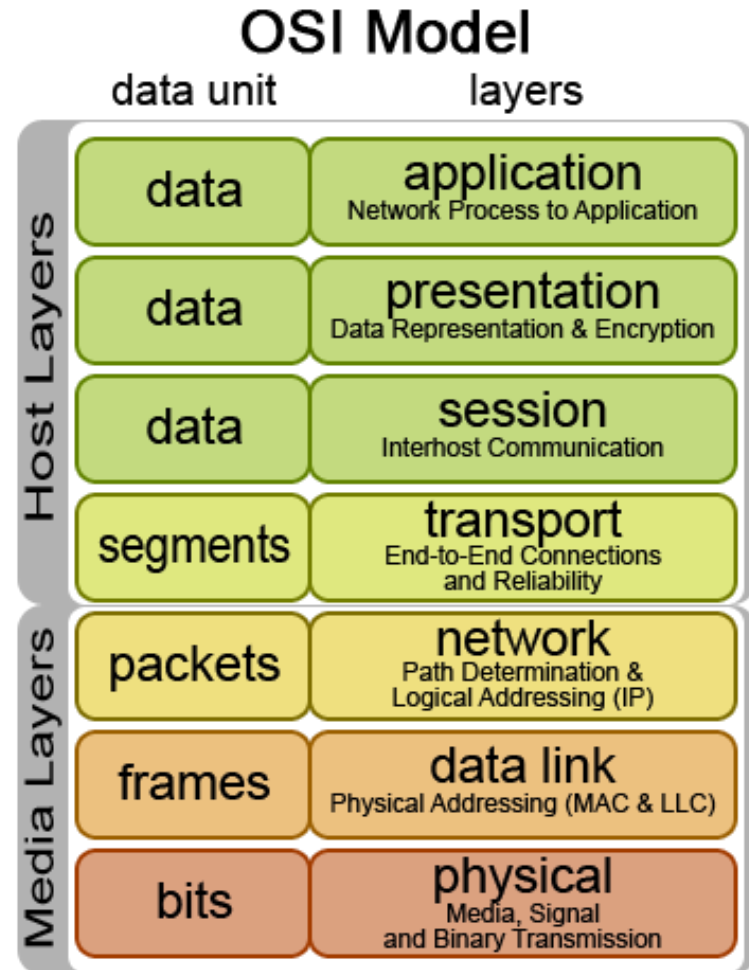 OSI Model
data unit layers
Host Layers
data application
Network Process to Application
data presentation
Data Representation & Encryption
data session
Interhost Communication
segments transport
End-to-End Connections
and Reliability
Media Layers
packets network
Path Determination &
Logical Addressing (IP)
frames data link
Physical Addressing (MAC & LLC)
bits physical
Media, Signal
and Binary Transmission